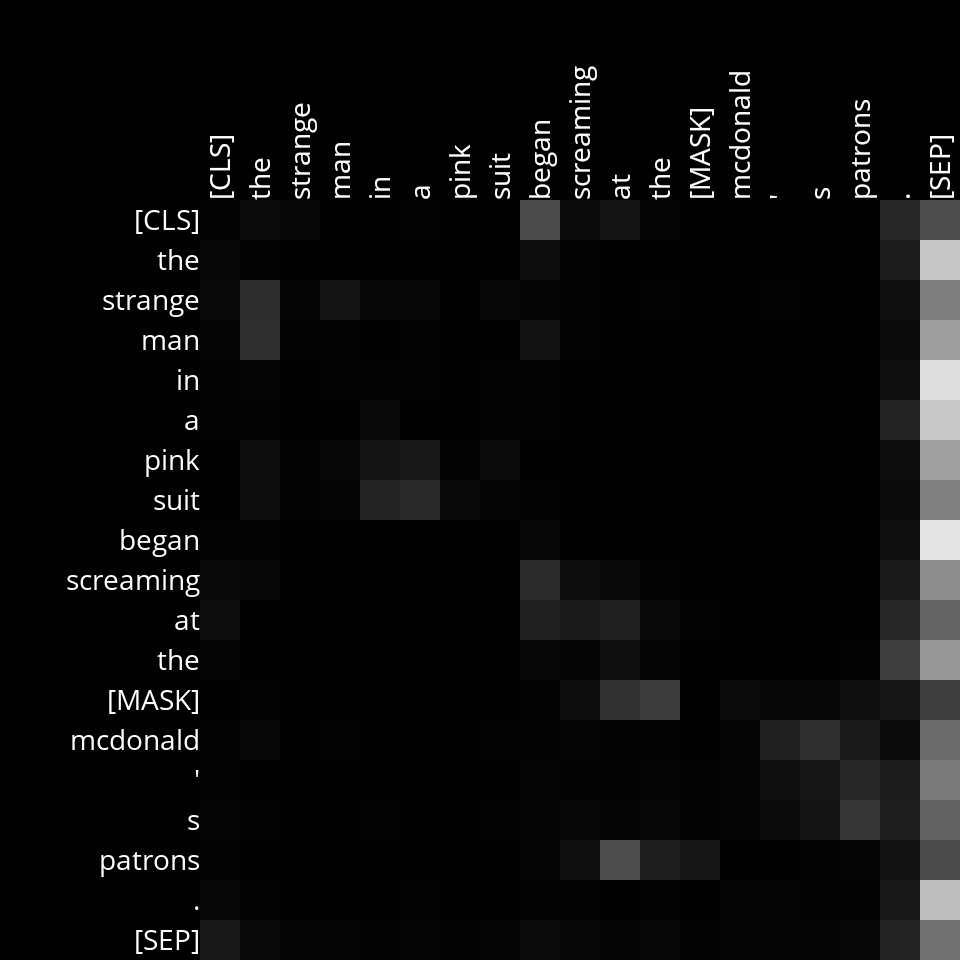 [CLS] the strange man in a pink suit began screaming at the [MASK] mcdonald ' s patrons . [SEP]
[CLS]
the
strange
man
in
a
pink
suit
began
screaming
at
the
[MASK]
mcdonald
'
s
patrons
.
[SEP]